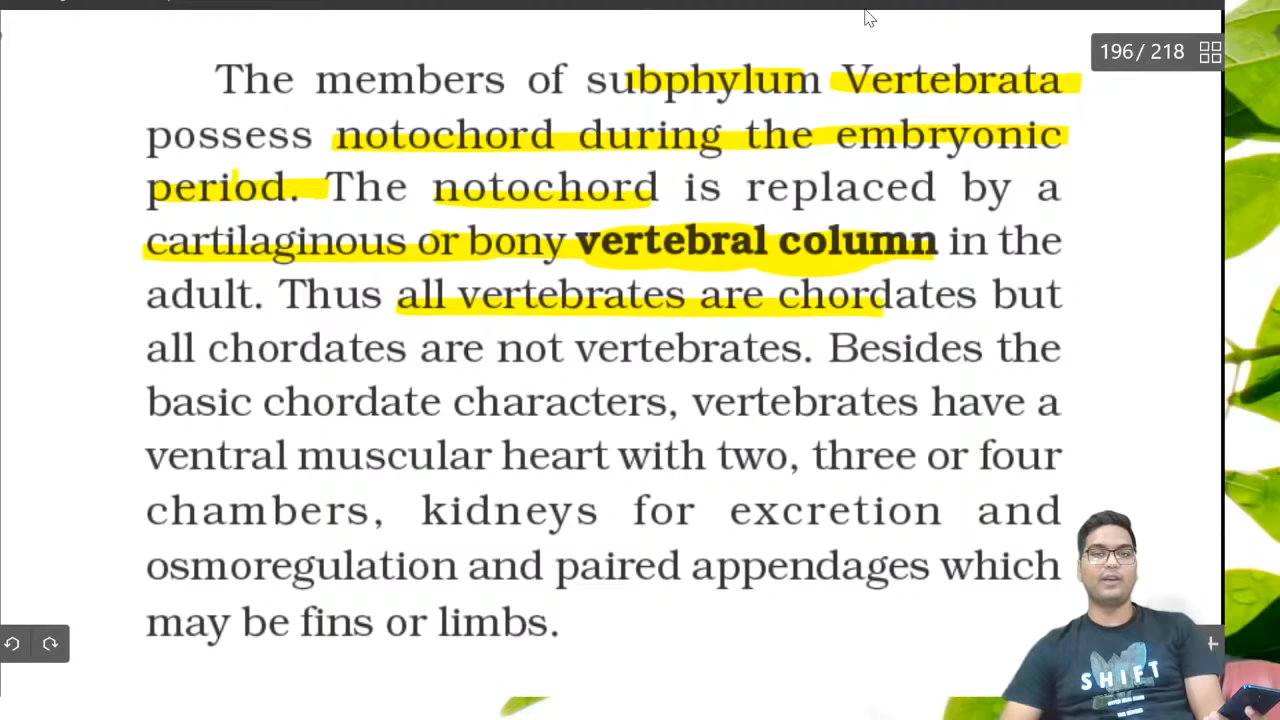 196 / 218
The members of subphylum Vertebrata
possess notochord during the embryonic
period. The notochord is replaced by a
cartilaginous or bony vertebral column in the
adult. Thus all vertebrates are chordates but
all chordates are not vertebrates. Besides the
basic chordate characters, vertebrates have a
ventral muscular heart with two, three or four
chambers, kidneys for excretion and
osmoregulation and paired appendages which
may be fins or limbs.
SHIFT